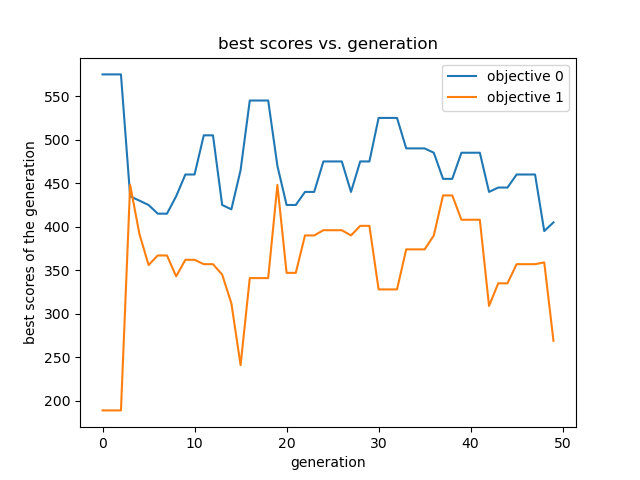 best scores vs. generation
objective 0
objective 1
best scores of the generation
550
500
450
400
350
300
250
200
0 10 20 30 40 50
generation